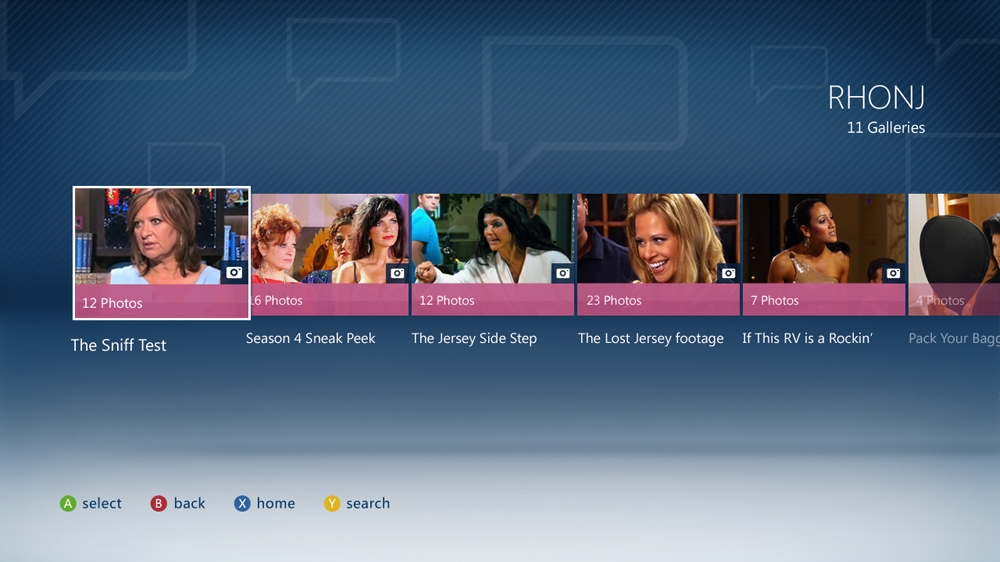 RHONJ
11 Galleries
12 Photos
6 Photos
12 Photos
23 Photos
7 Photos
4 Photos
The Sniff Test
Season 4 Sneak Peek
The Jersey Side Step
The Lost Jersey footage
If This RV is a Rockin'
Pack Your Bagg
A select
B back
X home
Y search